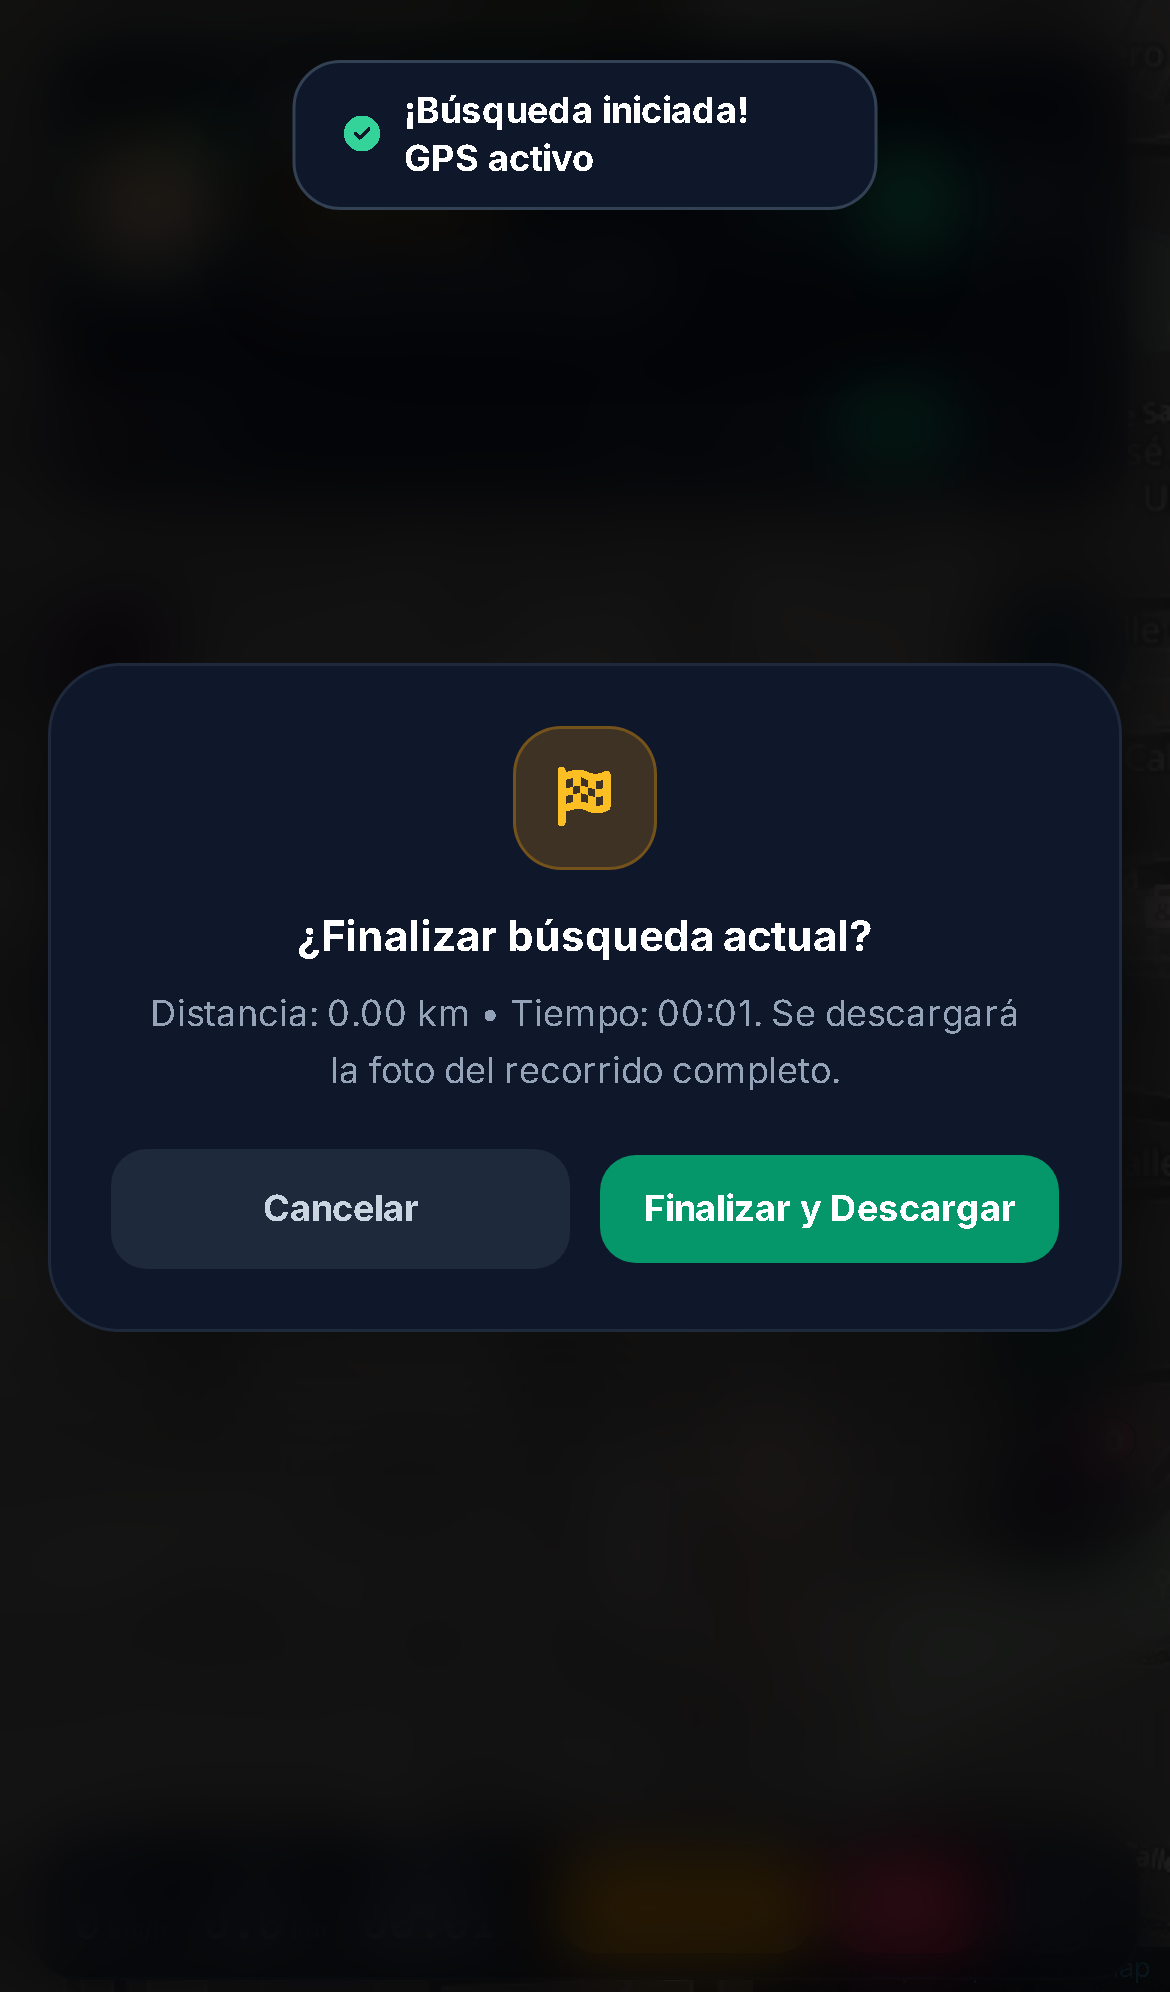 ¡Búsqueda iniciada!
GPS activo
¿Finalizar búsqueda actual?
Distancia: 0.00 km • Tiempo: 00:01. Se descargará
la foto del recorrido completo.
Cancelar
Finalizar y Descargar